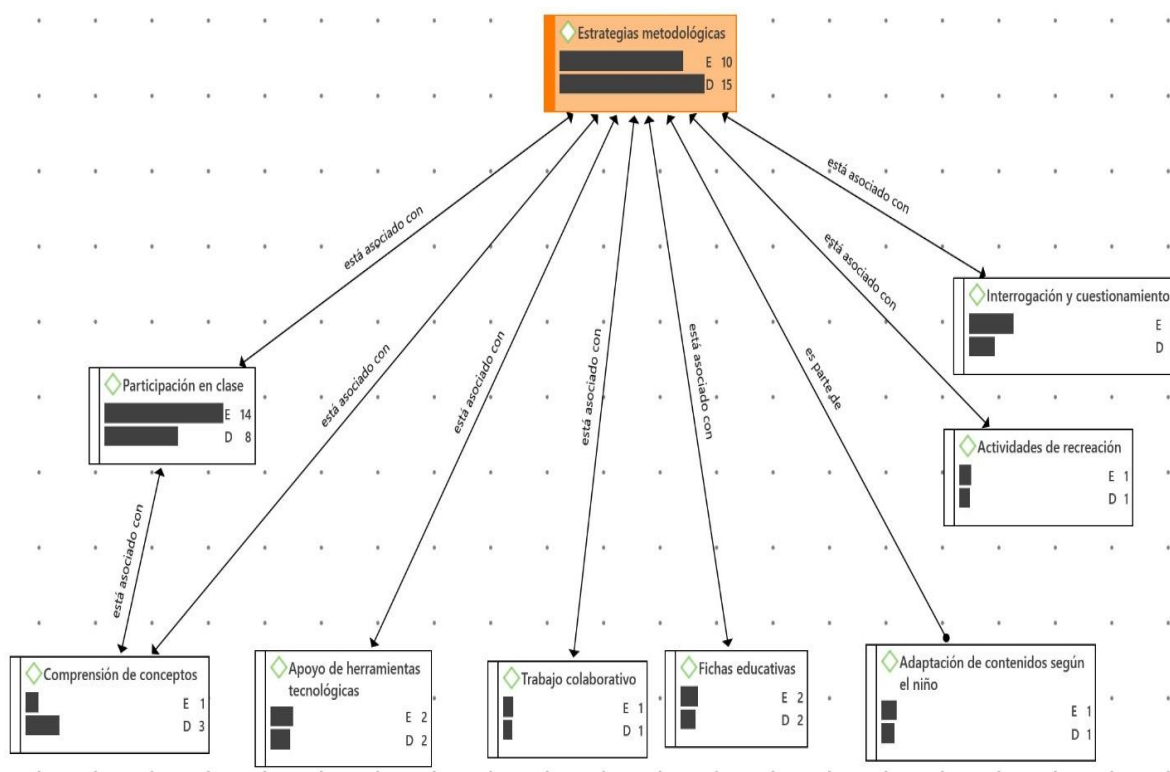 Estrategias metodológicas
E 10
D 15
está asociado con
está asociado con
está asociado con
está asociado con
está asociado con
es parte de
está asociado con
está asociado con
Interrogación y cuestionamiento
E
D
Participación en clase
E 14
D 8
está asociado con
Actividades de recreación
E 1
D 1
Comprensión de conceptos
E 1
D 3
Apoyo de herramientas
tecnológicas
E 2
D 2
Trabajo colaborativo
E 1
D 1
Fichas educativas
E 2
D 2
Adaptación de contenidos según
el niño
E 1
D 1